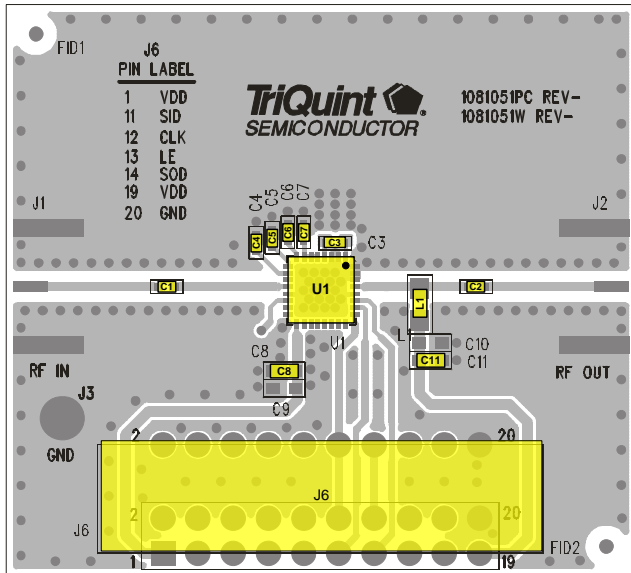 FID1
J6
PIN LABEL
1 VDD
11 SID
12 CLK
13 LE
14 SOD
19 VDD
20 GND
TriQuint
SEMICONDUCTOR
1081051PC REV-
1081051W REV-
J1
J2
C4
C5
C6
C7
C4
C5
C6
C7
C3
C3
C1
U1
C2
L1
L1
U1
C8
C8
C9
C10
C11
C11
RF IN
RF OUT
J3
GND
2
20
J6
2
20
J6
1
19
FID2